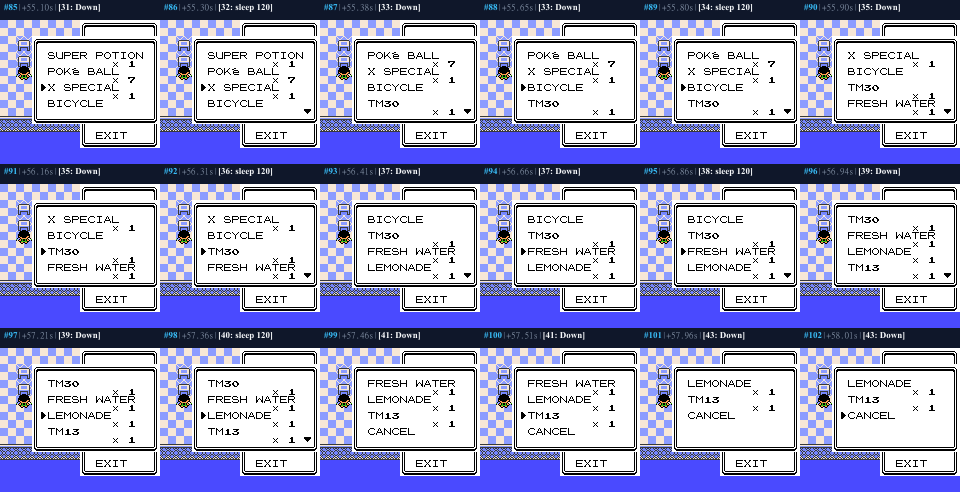 #85|+55.10s|[31: Down]
SUPER POTION
× 1
POKé BALL
× 7
▶X SPECIAL
× 1
BICYCLE
EXIT
#86|+55.30s|[32: sleep 120]
SUPER POTION
× 1
POKé BALL
× 7
▶X SPECIAL
× 1
BICYCLE
▼
EXIT
#87|+55.38s|[33: Down]
POKé BALL
× 7
X SPECIAL
× 1
BICYCLE
TM30
× 1 ▼
EXIT
#88|+55.65s|[33: Down]
POKé BALL
× 7
X SPECIAL
× 1
▶BICYCLE
TM30
× 1 ▼
EXIT
#89|+55.80s|[34: sleep 120]
POKé BALL
× 7
X SPECIAL
× 1
▶BICYCLE
TM30
× 1 ▼
EXIT
#90|+55.90s|[35: Down]
X SPECIAL
× 1
BICYCLE
TM30
× 1
FRESH WATER
× 1 ▼
EXIT
#91|+56.16s|[35: Down]
X SPECIAL
× 1
BICYCLE
▶TM30
× 1
FRESH WATER
× 1
EXIT
#92|+56.31s|[36: sleep 120]
X SPECIAL
× 1
BICYCLE
▶TM30
× 1
FRESH WATER
× 1 ▼
EXIT
#93|+56.41s|[37: Down]
BICYCLE
TM30
× 1
FRESH WATER
× 1
LEMONADE
× 1 ▼
EXIT
#94|+56.66s|[37: Down]
BICYCLE
TM30
× 1
▶FRESH WATER
× 1
LEMONADE
× 1 ▼
EXIT
#95|+56.86s|[38: sleep 120]
BICYCLE
TM30
× 1
▶FRESH WATER
× 1
LEMONADE
× 1 ▼
EXIT
#96|+56.94s|[39: Down]
TM30
× 1
FRESH WATER
× 1
LEMONADE
× 1
TM13
× 1 ▼
EXIT
#97|+57.21s|[39: Down]
TM30
× 1
FRESH WATER
× 1
▶LEMONADE
× 1
TM13
× 1
EXIT
#98|+57.36s|[40: sleep 120]
TM30
× 1
FRESH WATER
× 1
▶LEMONADE
× 1
TM13
× 1 ▼
EXIT
#99|+57.46s|[41: Down]
FRESH WATER
× 1
LEMONADE
× 1
TM13
× 1
CANCEL
EXIT
#100|+57.51s|[41: Down]
FRESH WATER
× 1
LEMONADE
× 1
▶TM13
× 1
CANCEL
EXIT
#101|+57.96s|[43: Down]
LEMONADE
× 1
TM13
× 1
CANCEL
EXIT
#102|+58.01s|[43: Down]
LEMONADE
× 1
TM13
× 1
▶CANCEL
EXIT